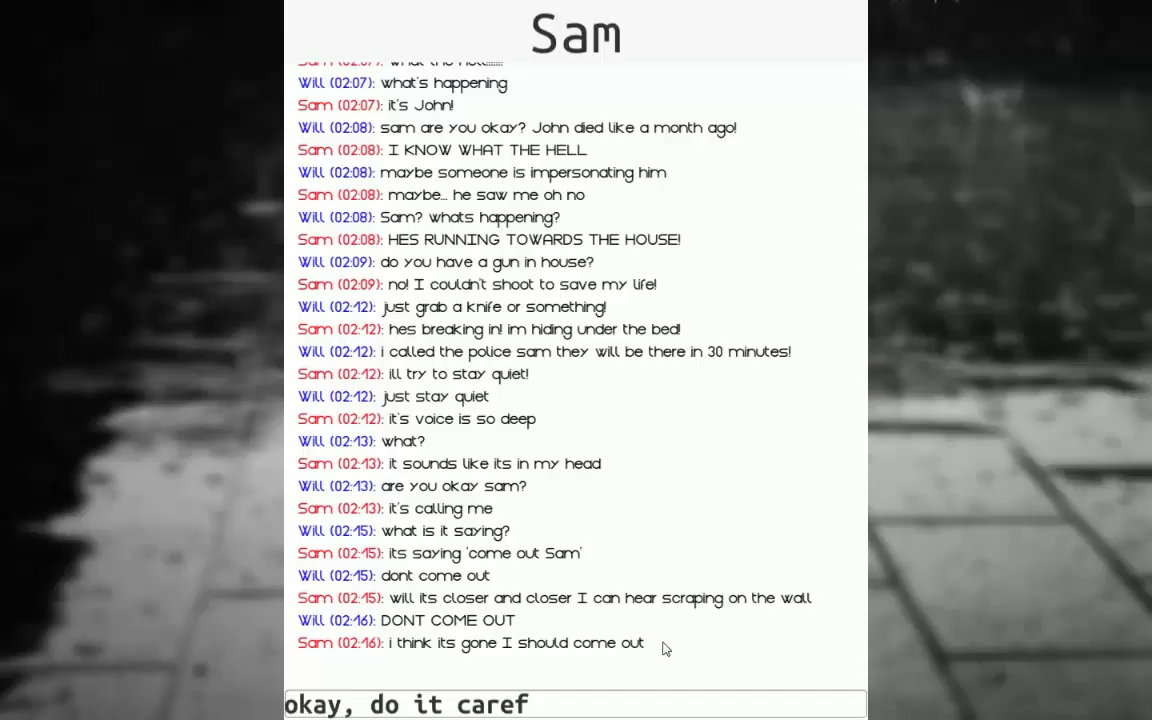 Sam
Sam (02:07): what the hell
Will (02:07): what's happening
Sam (02:07): it's John!
Will (02:08): sam are you okay? John died like a month ago!
Sam (02:08): I KNOW WHAT THE HELL
Will (02:08): maybe someone is impersonating him
Sam (02:08): maybe... he saw me oh no
Will (02:08): Sam? whats happening?
Sam (02:08): HES RUNNING TOWARDS THE HOUSE!
Will (02:09): do you have a gun in house?
Sam (02:09): no! I couldn't shoot to save my life!
Will (02:12): just grab a knife or something!
Sam (02:12): hes breaking in! im hiding under the bed!
Will (02:12): i called the police sam they will be there in 30 minutes!
Sam (02:12): ill try to stay quiet!
Will (02:12): just stay quiet
Sam (02:12): it's voice is so deep
Will (02:13): what?
Sam (02:13): it sounds like its in my head
Will (02:13): are you okay sam?
Sam (02:13): it's calling me
Will (02:15): what is it saying?
Sam (02:15): its saying 'come out Sam'
Will (02:15): dont come out
Sam (02:15): will its closer and closer I can hear scraping on the wall
Will (02:16): DONT COME OUT
Sam (02:16): i think its gone I should come out
okay, do it caref